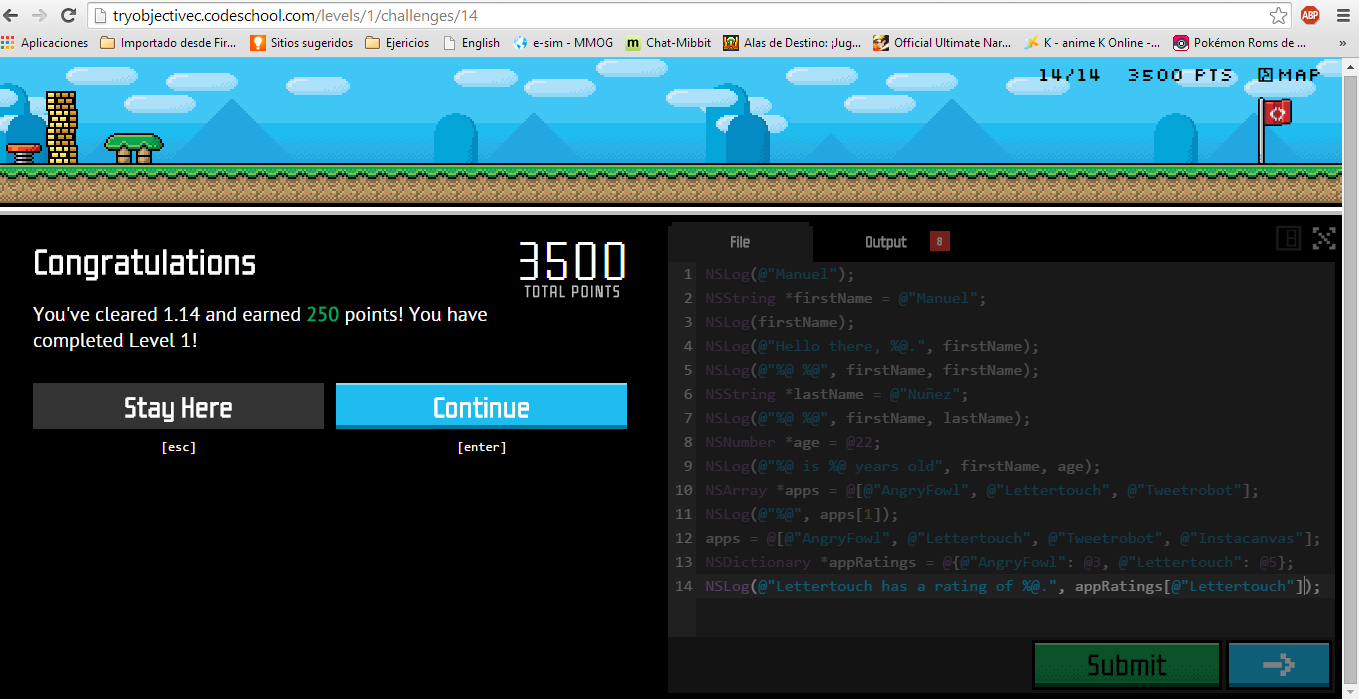 tryobjectivec.codeschool.com/levels/1/challenges/14
ABP
Aplicaciones Importado desde Fir... Sitios sugeridos Ejericios English e-sim - MMOG m Chat-Mibbit Alas de Destino: ¡Jug... Official Ultimate Nar... K - anime K Online -... Pokémon Roms de ... »
14/14 3500 PTS MAP
Congratulations
3500
TOTAL POINTS
You've cleared 1.14 and earned 250 points! You have
completed Level 1!
Stay Here Continue
[esc] [enter]
File Output 8
1 NSLog(@"Manuel");
2 NSString *firstName = @"Manuel";
3 NSLog(firstName);
4 NSLog(@"Hello there, %@.", firstName);
5 NSLog(@"%@ %@", firstName, firstName);
6 NSString *lastName = @"Nuñez";
7 NSLog(@"%@ %@", firstName, lastName);
8 NSNumber *age = @22;
9 NSLog(@"%@ is %@ years old", firstName, age);
10 NSArray *apps = @[@"AngryFowl", @"Lettertouch", @"Tweetrobot"];
11 NSLog(@"%@", apps[1]);
12 apps = @[@"AngryFowl", @"Lettertouch", @"Tweetrobot", @"Instacanvas"];
13 NSDictionary *appRatings = @{@"AngryFowl": @3, @"Lettertouch": @5};
14 NSLog(@"Lettertouch has a rating of %@.", appRatings[@"Lettertouch"]);
Submit